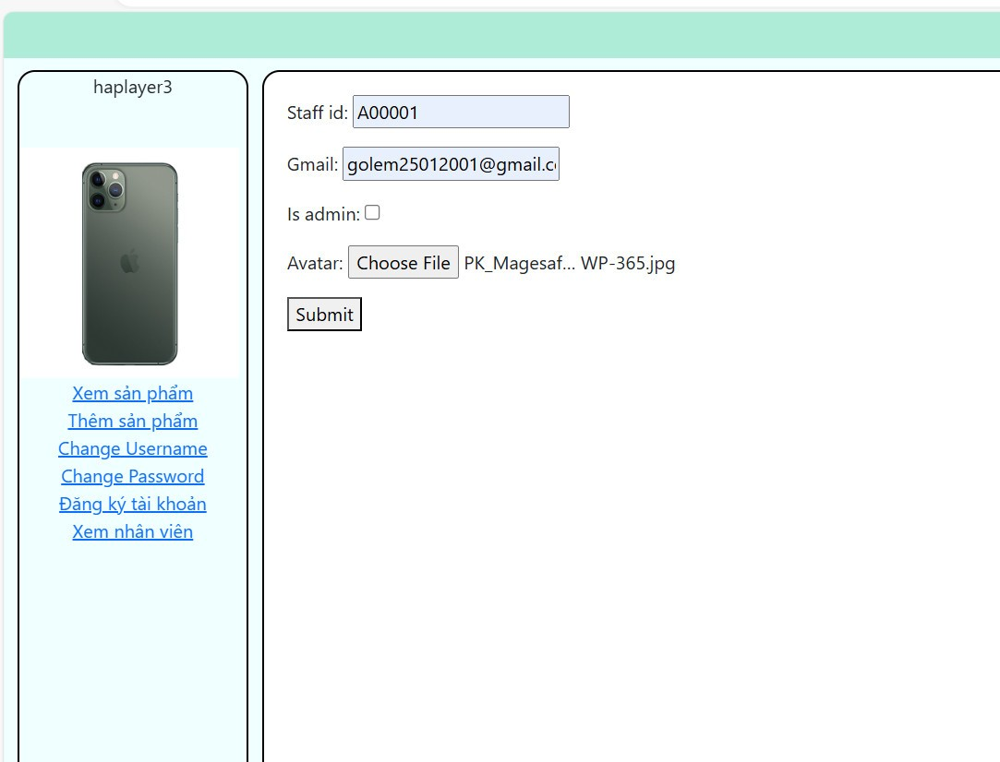 haplayer3
Xem sản phẩm
Thêm sản phẩm
Change Username
Change Password
Đăng ký tài khoản
Xem nhân viên
Staff id: A00001
Gmail: golem25012001@gmail.c
Is admin:
Avatar: Choose File PK_Magesaf... WP-365.jpg
Submit